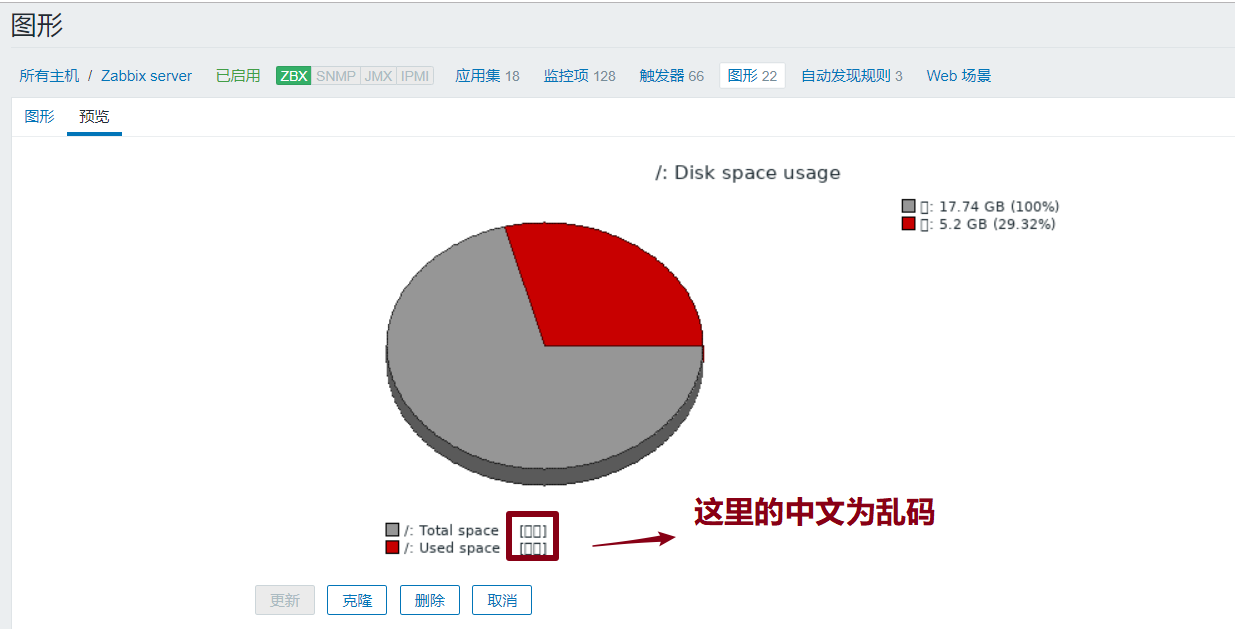 图形
所有主机 / Zabbix server 已启用 ZBX SNMP JMX IPMI 应用集 18 监控项 128 触发器 66 图形 22 自动发现规则 3 Web 场景
图形 预览
/: Disk space usage
▯: 17.74 GB (100%)
▯: 5.2 GB (29.32%)
这里的中文为乱码
/: Total space [▯▯]
/: Used space [▯▯]
更新 克隆 删除 取消